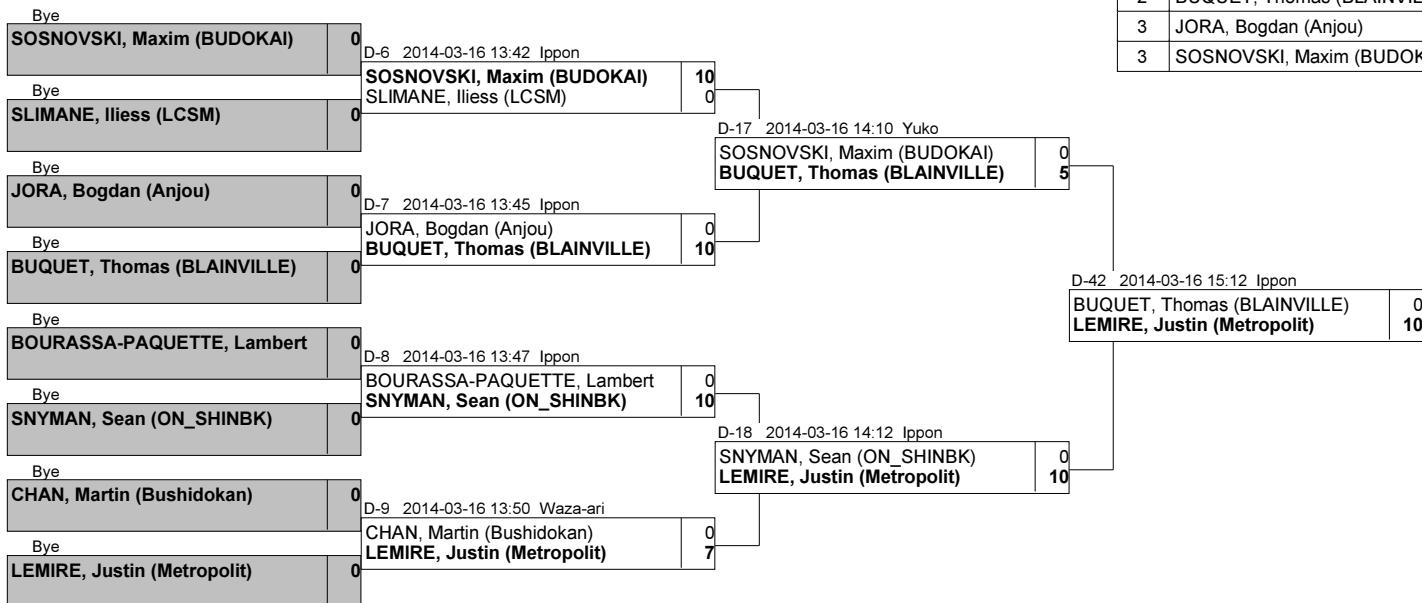 2 BUQUET, Thomas (BLAINVILLE
3 JORA, Bogdan (Anjou)
3 SOSNOVSKI, Maxim (BUDOK
Bye
SOSNOVSKI, Maxim (BUDOKAI) 0
Bye
SLIMANE, Iliess (LCSM) 0
Bye
JORA, Bogdan (Anjou) 0
Bye
BUQUET, Thomas (BLAINVILLE) 0
Bye
BOURASSA-PAQUETTE, Lambert 0
Bye
SNYMAN, Sean (ON_SHINBK) 0
Bye
CHAN, Martin (Bushidokan) 0
Bye
LEMIRE, Justin (Metropolit) 0
D-6 2014-03-16 13:42 Ippon
SOSNOVSKI, Maxim (BUDOKAI) 10
SLIMANE, Iliess (LCSM) 0
D-7 2014-03-16 13:45 Ippon
JORA, Bogdan (Anjou) 0
BUQUET, Thomas (BLAINVILLE) 10
D-8 2014-03-16 13:47 Ippon
BOURASSA-PAQUETTE, Lambert 0
SNYMAN, Sean (ON_SHINBK) 10
D-9 2014-03-16 13:50 Waza-ari
CHAN, Martin (Bushidokan) 0
LEMIRE, Justin (Metropolit) 7
D-17 2014-03-16 14:10 Yuko
SOSNOVSKI, Maxim (BUDOKAI) 0
BUQUET, Thomas (BLAINVILLE) 5
D-18 2014-03-16 14:12 Ippon
SNYMAN, Sean (ON_SHINBK) 0
LEMIRE, Justin (Metropolit) 10
D-42 2014-03-16 15:12 Ippon
BUQUET, Thomas (BLAINVILLE) 0
LEMIRE, Justin (Metropolit) 10